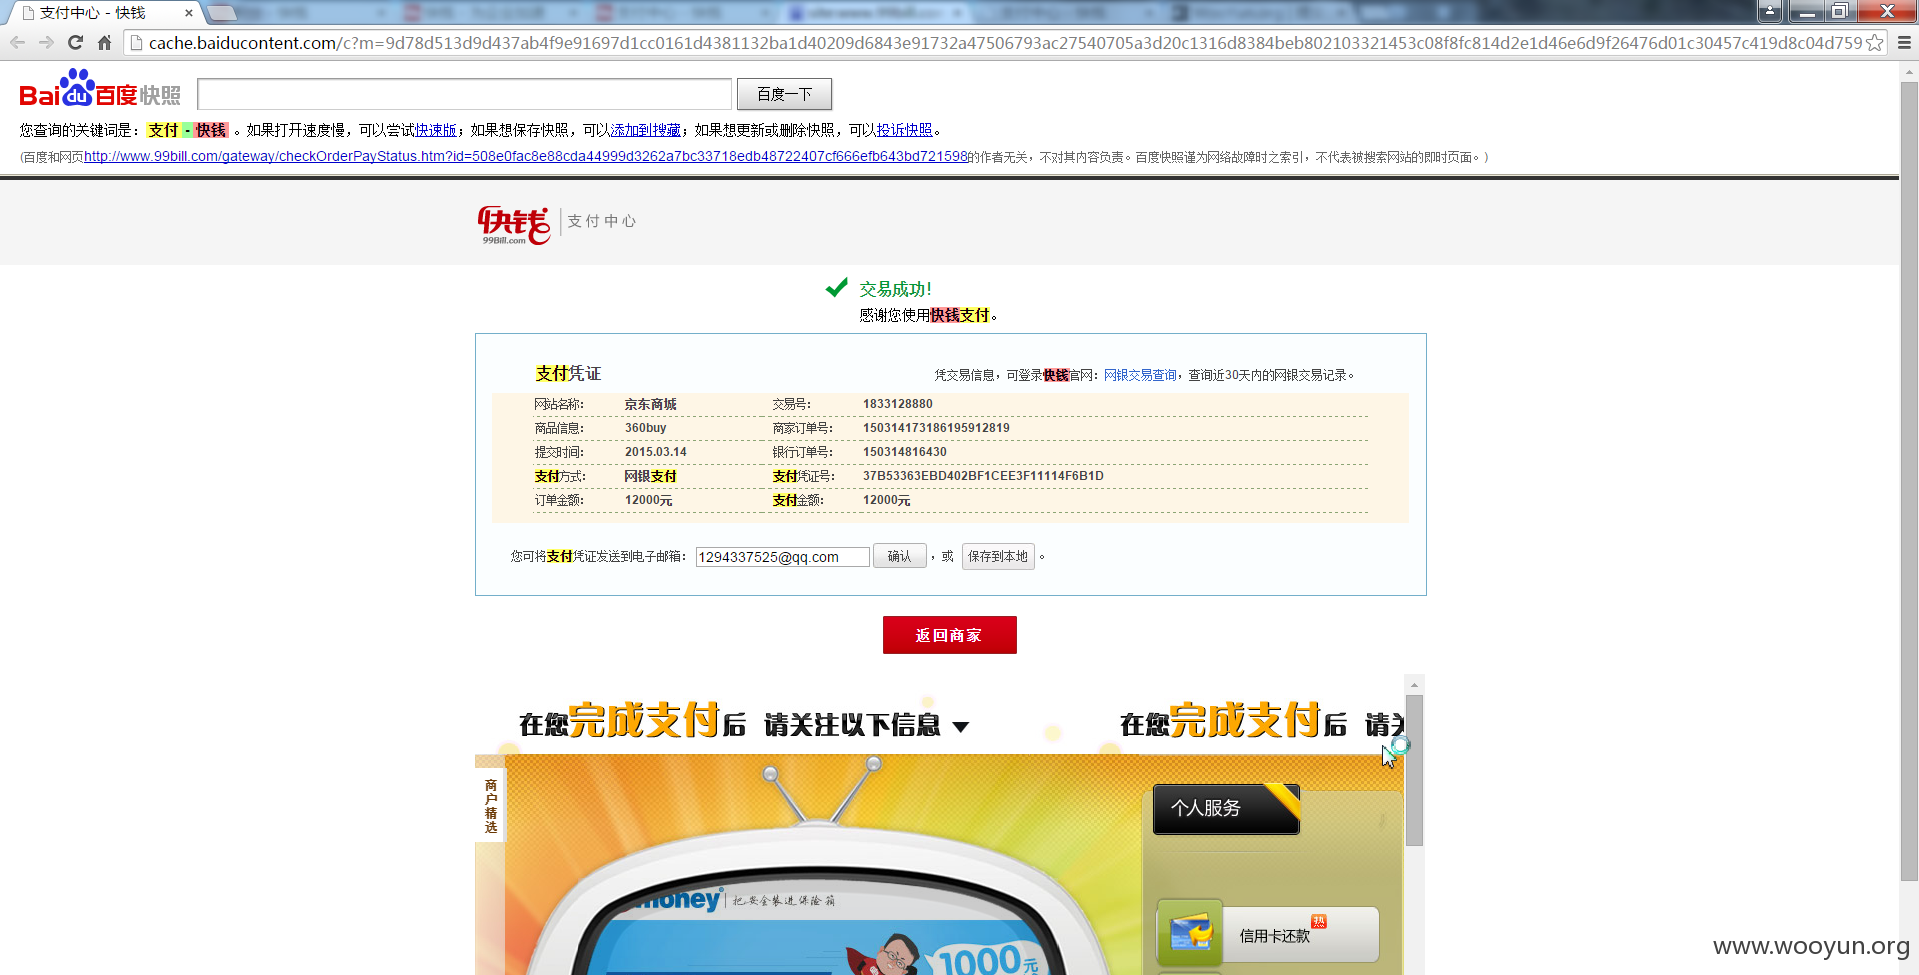 支付中心 - 快钱
cache.baiducontent.com/c?m=9d78d513d9d437ab4f9e91697d1cc0161d4381132ba1d40209d6843e91732a47506793ac27540705a3d20c1316d8384beb802103321453c08f8fc814d2e1d46e6d9f26476d01c30457c419d8c04d759
Bai du 百度快照
百度一下
您查询的关键词是：支付 - 快钱 。如果打开速度慢，可以尝试快速版；如果想保存快照，可以添加到搜藏；如果想更新或删除快照，可以投诉快照。
(百度和网页http://www.99bill.com/gateway/checkOrderPayStatus.htm?id=508e0fac8e88cda44999d3262a7bc33718edb48722407cf666efb643bd721598的作者无关，不对其内容负责。百度快照谨为网络故障时之索引，不代表被搜索网站的即时页面。)
快钱 支付中心
99Bill.com
交易成功!
感谢您使用快钱支付。
支付凭证 凭交易信息，可登录快钱官网：网银交易查询，查询近30天内的网银交易记录。
网站名称： 京东商城 交易号： 1833128880
商品信息： 360buy 商家订单号： 150314173186195912819
提交时间： 2015.03.14 银行订单号： 150314816430
支付方式： 网银支付 支付凭证号： 37B53363EBD402BF1CEE3F11114F6B1D
订单金额： 12000元 支付金额： 12000元
您可将支付凭证发送到电子邮箱： 1294337525@qq.com 确认 ，或 保存到本地 。
返回商家
在您完成支付后 请关注以下信息 在您完成支付后 请关
商户精选
个人服务
money 把安全装进保险箱
信用卡还款 热
1000元
www.wooyun.org